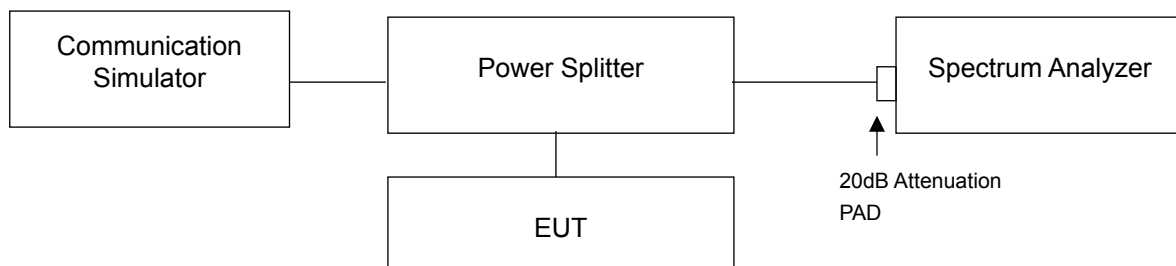 Communication
Simulator
Power Splitter
Spectrum Analyzer
20dB Attenuation
PAD
EUT